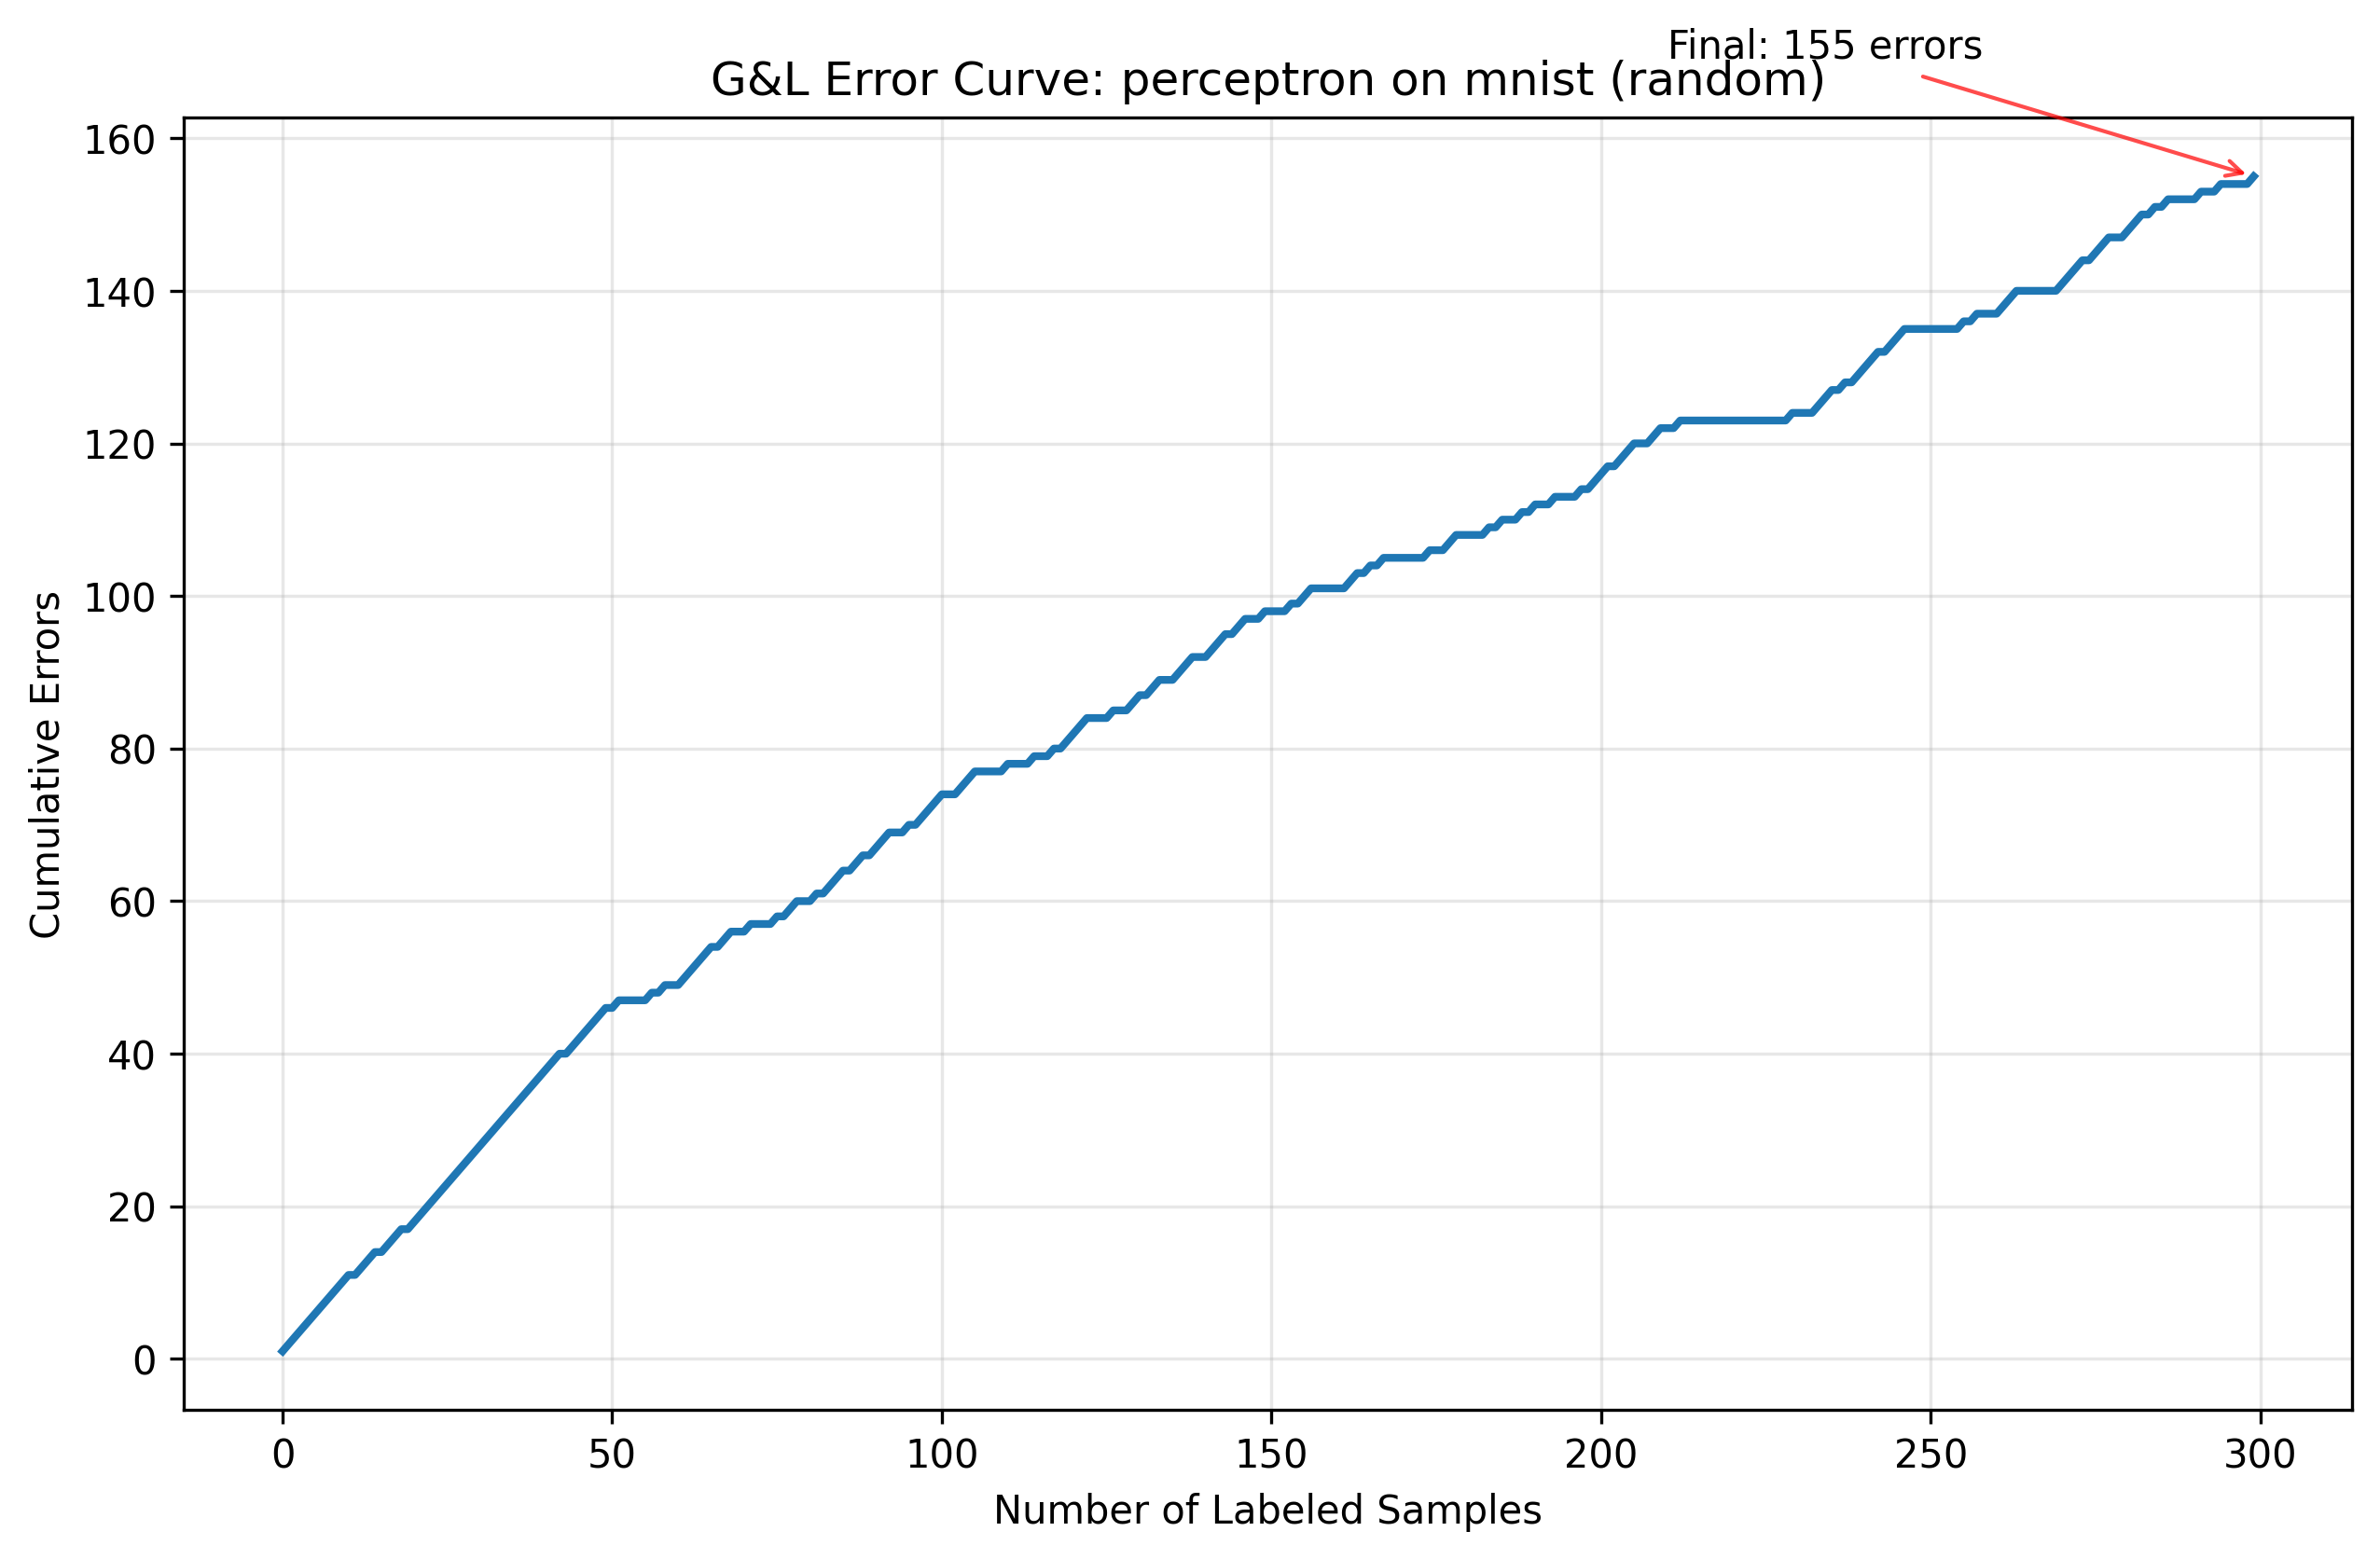 Final: 155 errors
G&L Error Curve: perceptron on mnist (random)
160
140
120
100
80
60
40
20
0
Cumulative Errors
0 50 100 150 200 250 300
Number of Labeled Samples